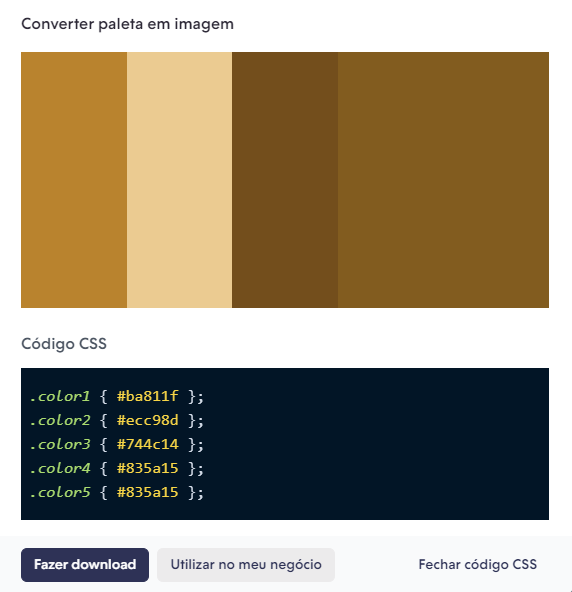 Converter paleta em imagem
Código CSS
.color1 { #ba811f };
.color2 { #ecc98d };
.color3 { #744c14 };
.color4 { #835a15 };
.color5 { #835a15 };
Fazer download
Utilizar no meu negócio
Fechar código CSS